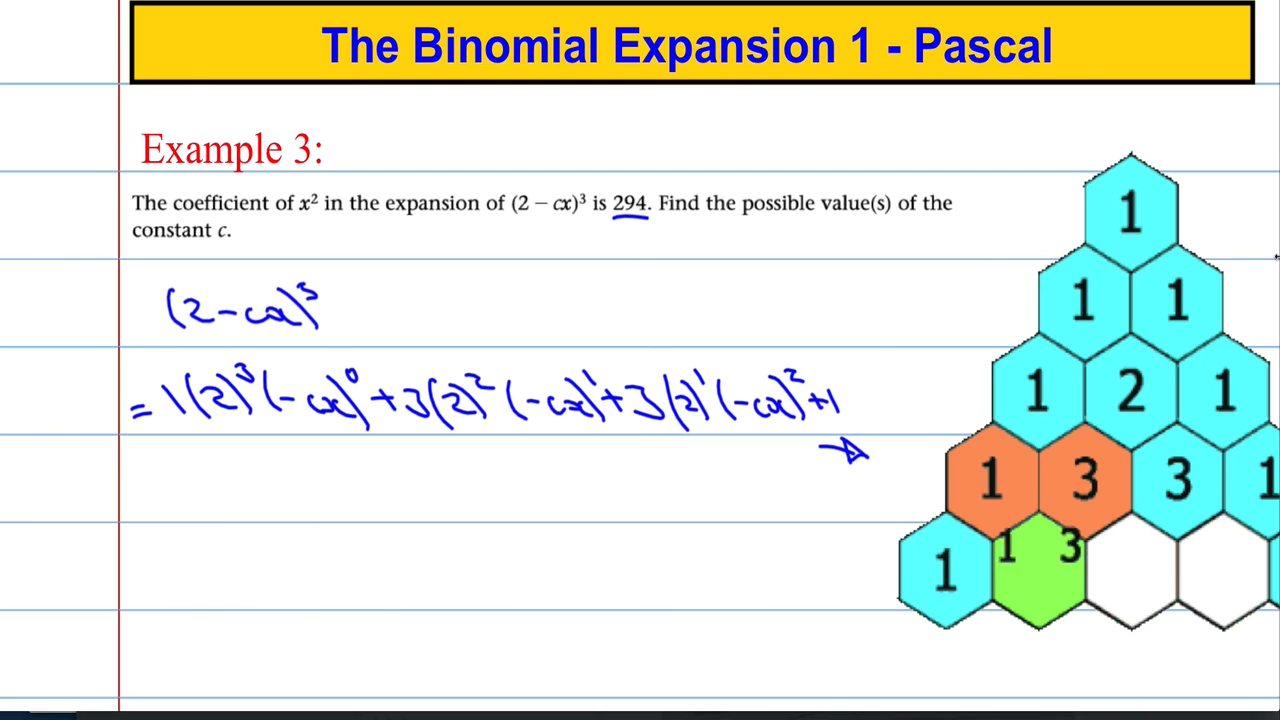 The Binomial Expansion 1 - Pascal
Example 3:
The coefficient of x² in the expansion of (2 − cx)³ is 294. Find the possible value(s) of the
constant c.
(2-cx)³
= 1(2)³(-cx)⁰+3(2)²(-cx)¹+3(2)¹(-cx)²+1
1
1 1
1 2 1
1 3 3 1
1 1 3